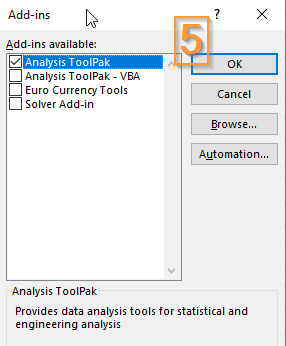 Add-ins
?
Add-ins available:
5
Analysis ToolPak
Analysis ToolPak - VBA
Euro Currency Tools
Solver Add-in
OK
Cancel
Browse...
Automation...
Analysis ToolPak
Provides data analysis tools for statistical and
engineering analysis